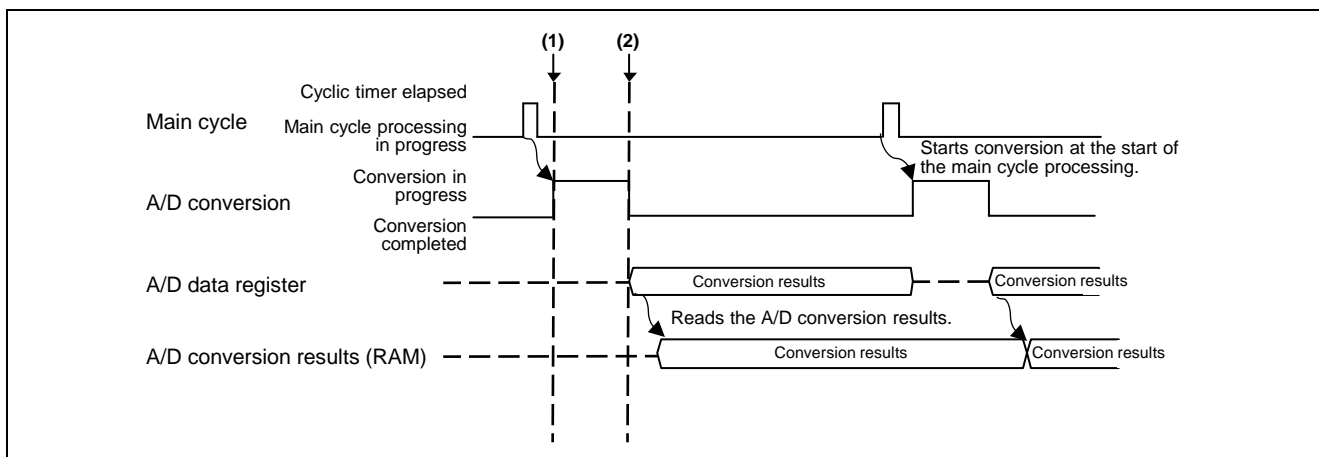 (1) (2)
Cyclic timer elapsed
Main cycle
Main cycle processing
in progress
Starts conversion at the start of
the main cycle processing.
Conversion in
progress
A/D conversion
Conversion
completed
A/D data register
Conversion results
Conversion results
Reads the A/D conversion results.
A/D conversion results (RAM)
Conversion results
Conversion results